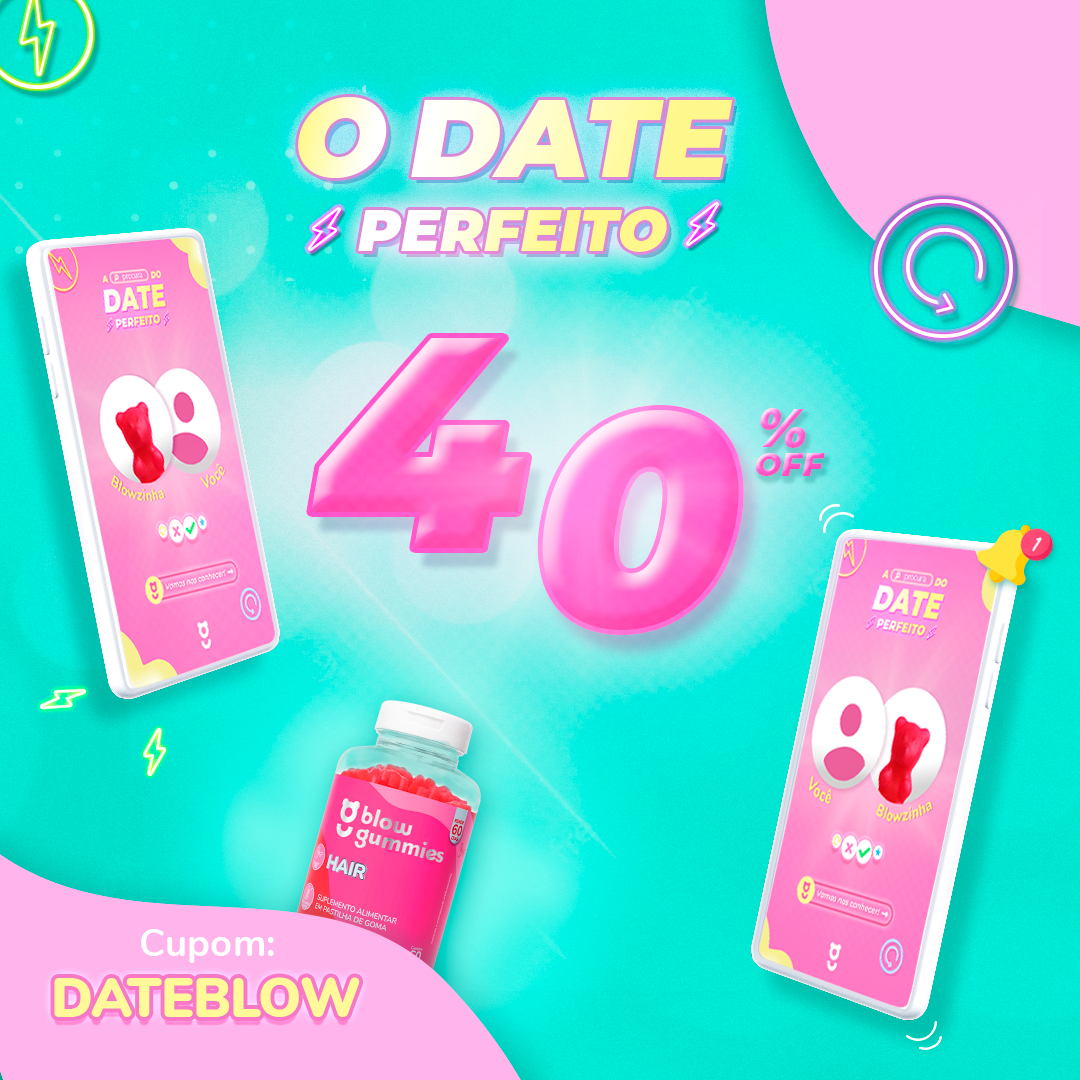 O DATE
PERFEITO
40
%
OFF
A procura DO
DATE
PERFEITO
Blowzinha
Você
Vamos nos conhecer!
1
A procura DO
DATE
PERFEITO
Você
Blowzinha
Vamos nos conhecer!
blow
gummies
60
HAIR
SUPLEMENTO ALIMENTAR
EM PASTILHA DE GOMA
Cupom:
DATEBLOW